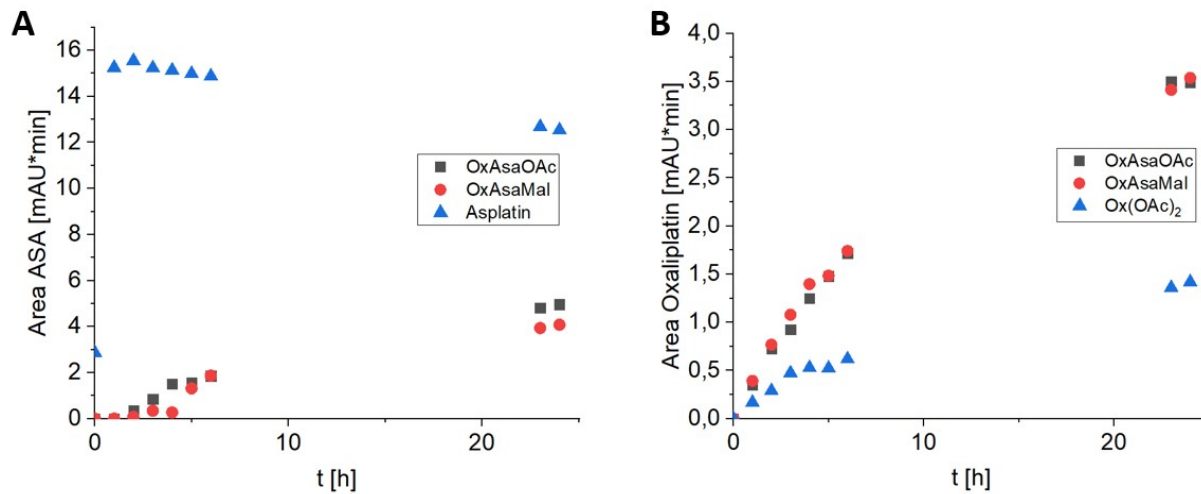 A
Area ASA [mAU*min]
16
14
12
10
8
6
4
2
0
0
10
20
t [h]
OxAsaOAc
OxAsaMal
Asplatin
B
Area Oxaliplatin [mAU*min]
4,0
3,5
3,0
2,5
2,0
1,5
1,0
0,5
0,0
0
10
20
t [h]
OxAsaOAc
OxAsaMal
Ox(OAc)₂